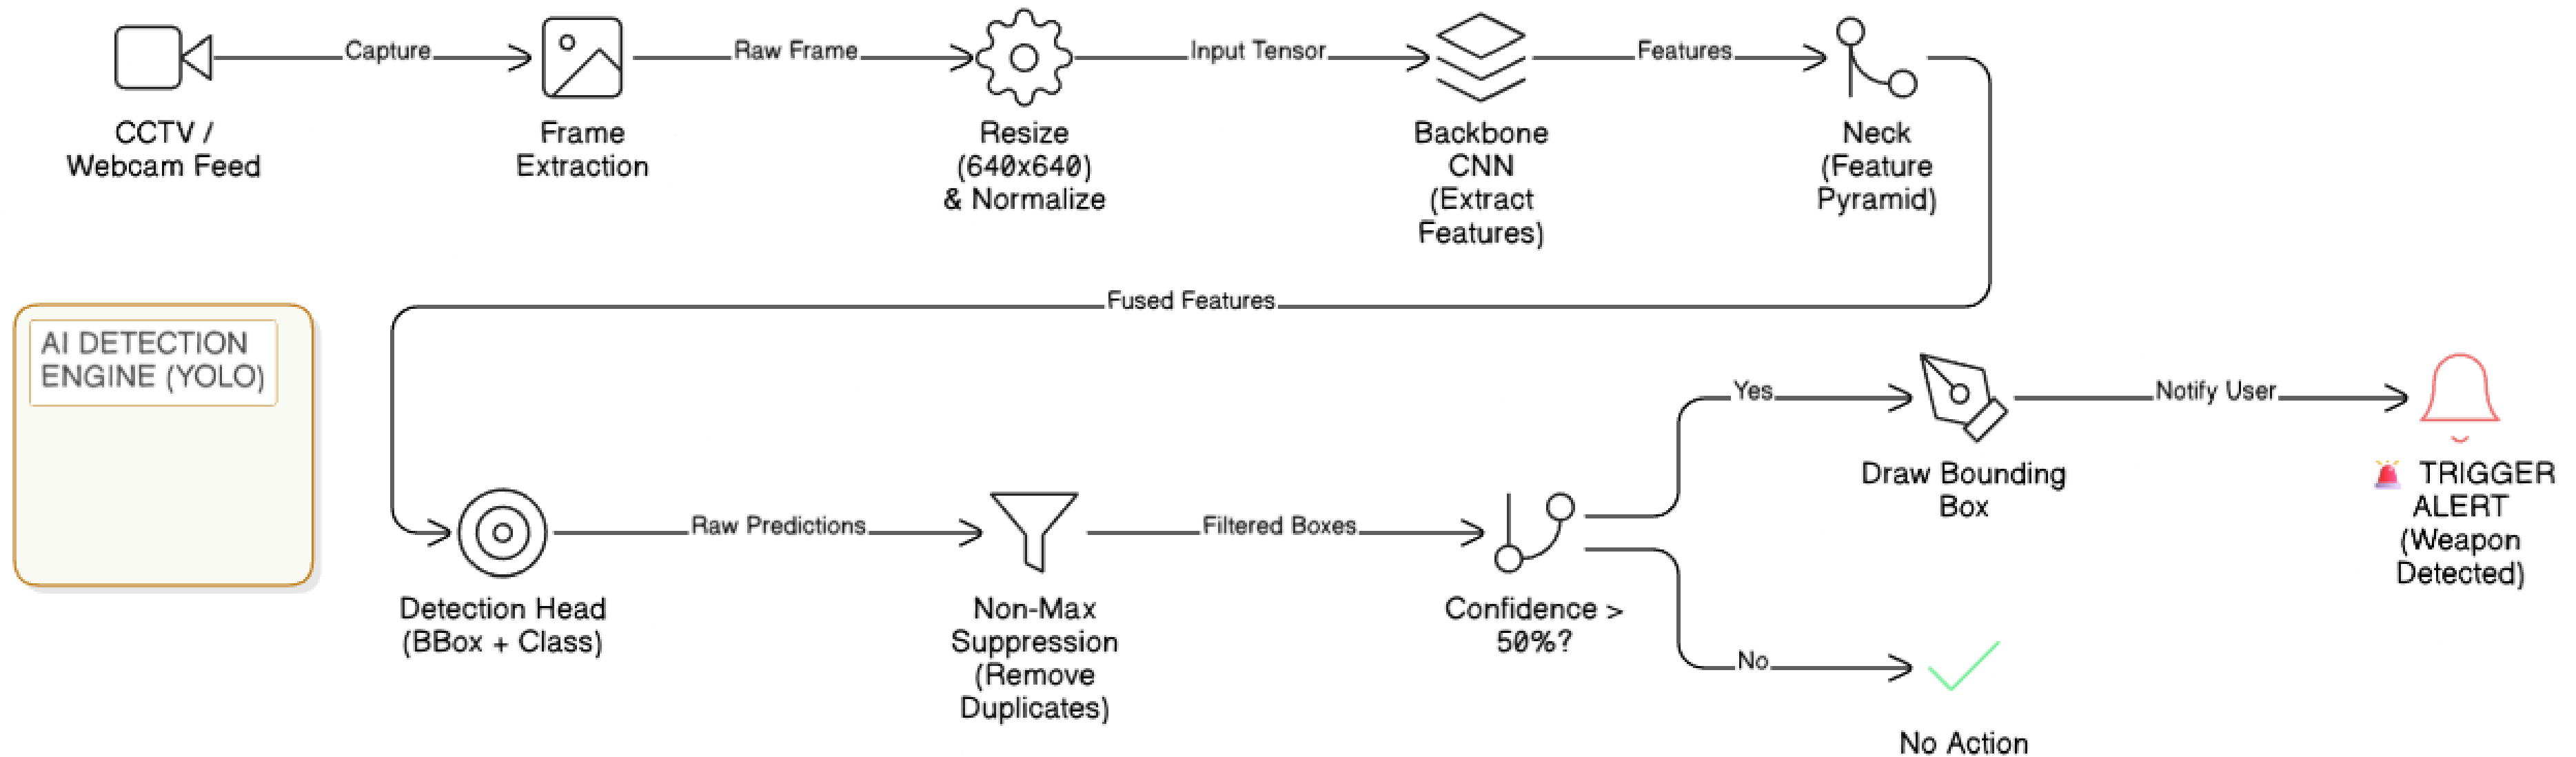 Capture
Raw Frame
Input Tensor
Features
CCTV /
Webcam Feed
Frame
Extraction
Resize
(640x640)
& Normalize
Backbone
CNN
(Extract
Features)
Neck
(Feature
Pyramid)
Fused Features
AI DETECTION
ENGINE (YOLO)
Raw Predictions
Filtered Boxes
Yes
Notify User
Detection Head
(BBox + Class)
Non-Max
Suppression
(Remove
Duplicates)
Confidence >
50%?
Draw Bounding
Box
🚨 TRIGGER
ALERT
(Weapon
Detected)
No
No Action